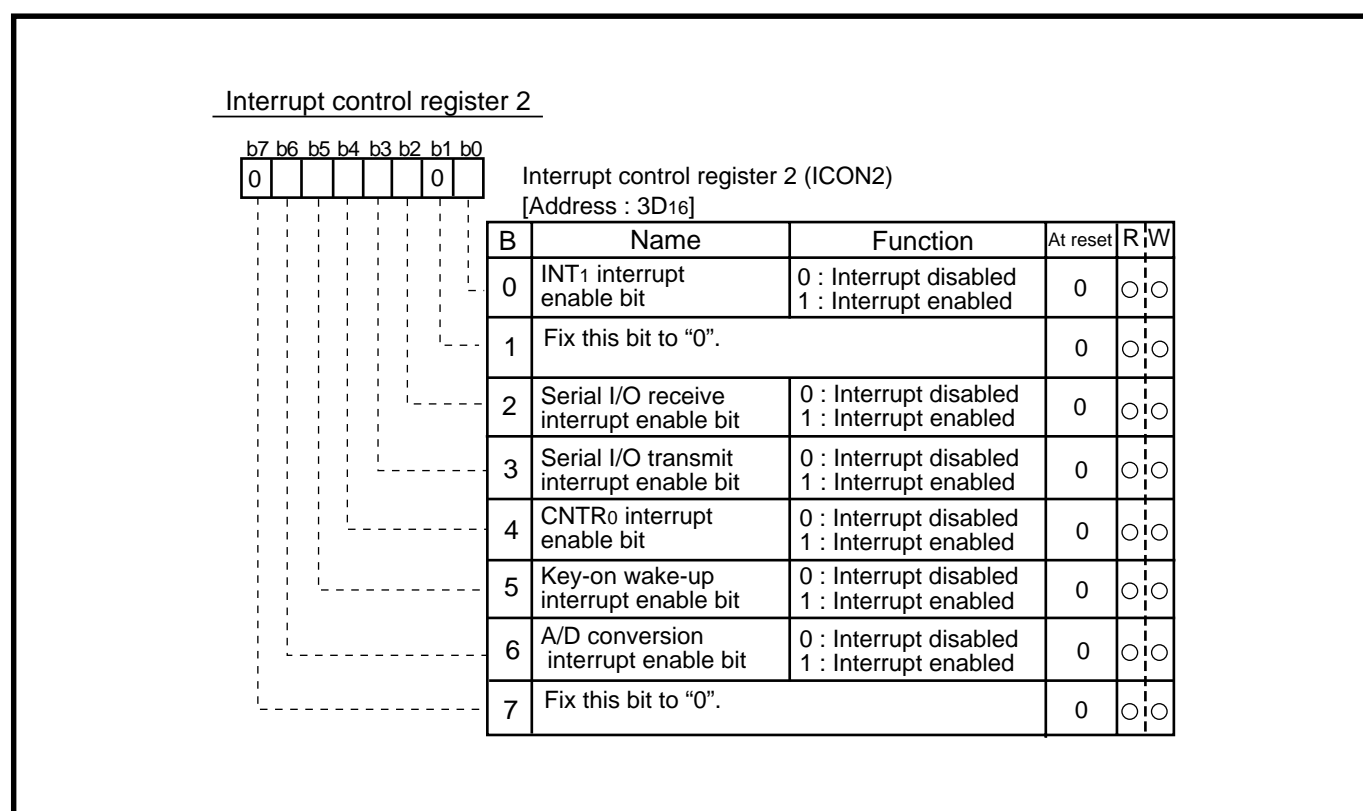 Interrupt control register 2
b7 b6 b5 b4 b3 b2 b1 b0
0 0
Interrupt control register 2 (ICON2)
[Address : 3D16]
B Name Function At reset R W
0 INT1 interrupt enable bit 0 : Interrupt disabled 1 : Interrupt enabled 0 ○ ○
1 Fix this bit to “0”. 0 ○ ○
2 Serial I/O receive interrupt enable bit 0 : Interrupt disabled 1 : Interrupt enabled 0 ○ ○
3 Serial I/O transmit interrupt enable bit 0 : Interrupt disabled 1 : Interrupt enabled 0 ○ ○
4 CNTR0 interrupt enable bit 0 : Interrupt disabled 1 : Interrupt enabled 0 ○ ○
5 Key-on wake-up interrupt enable bit 0 : Interrupt disabled 1 : Interrupt enabled 0 ○ ○
6 A/D conversion interrupt enable bit 0 : Interrupt disabled 1 : Interrupt enabled 0 ○ ○
7 Fix this bit to “0”. 0 ○ ○